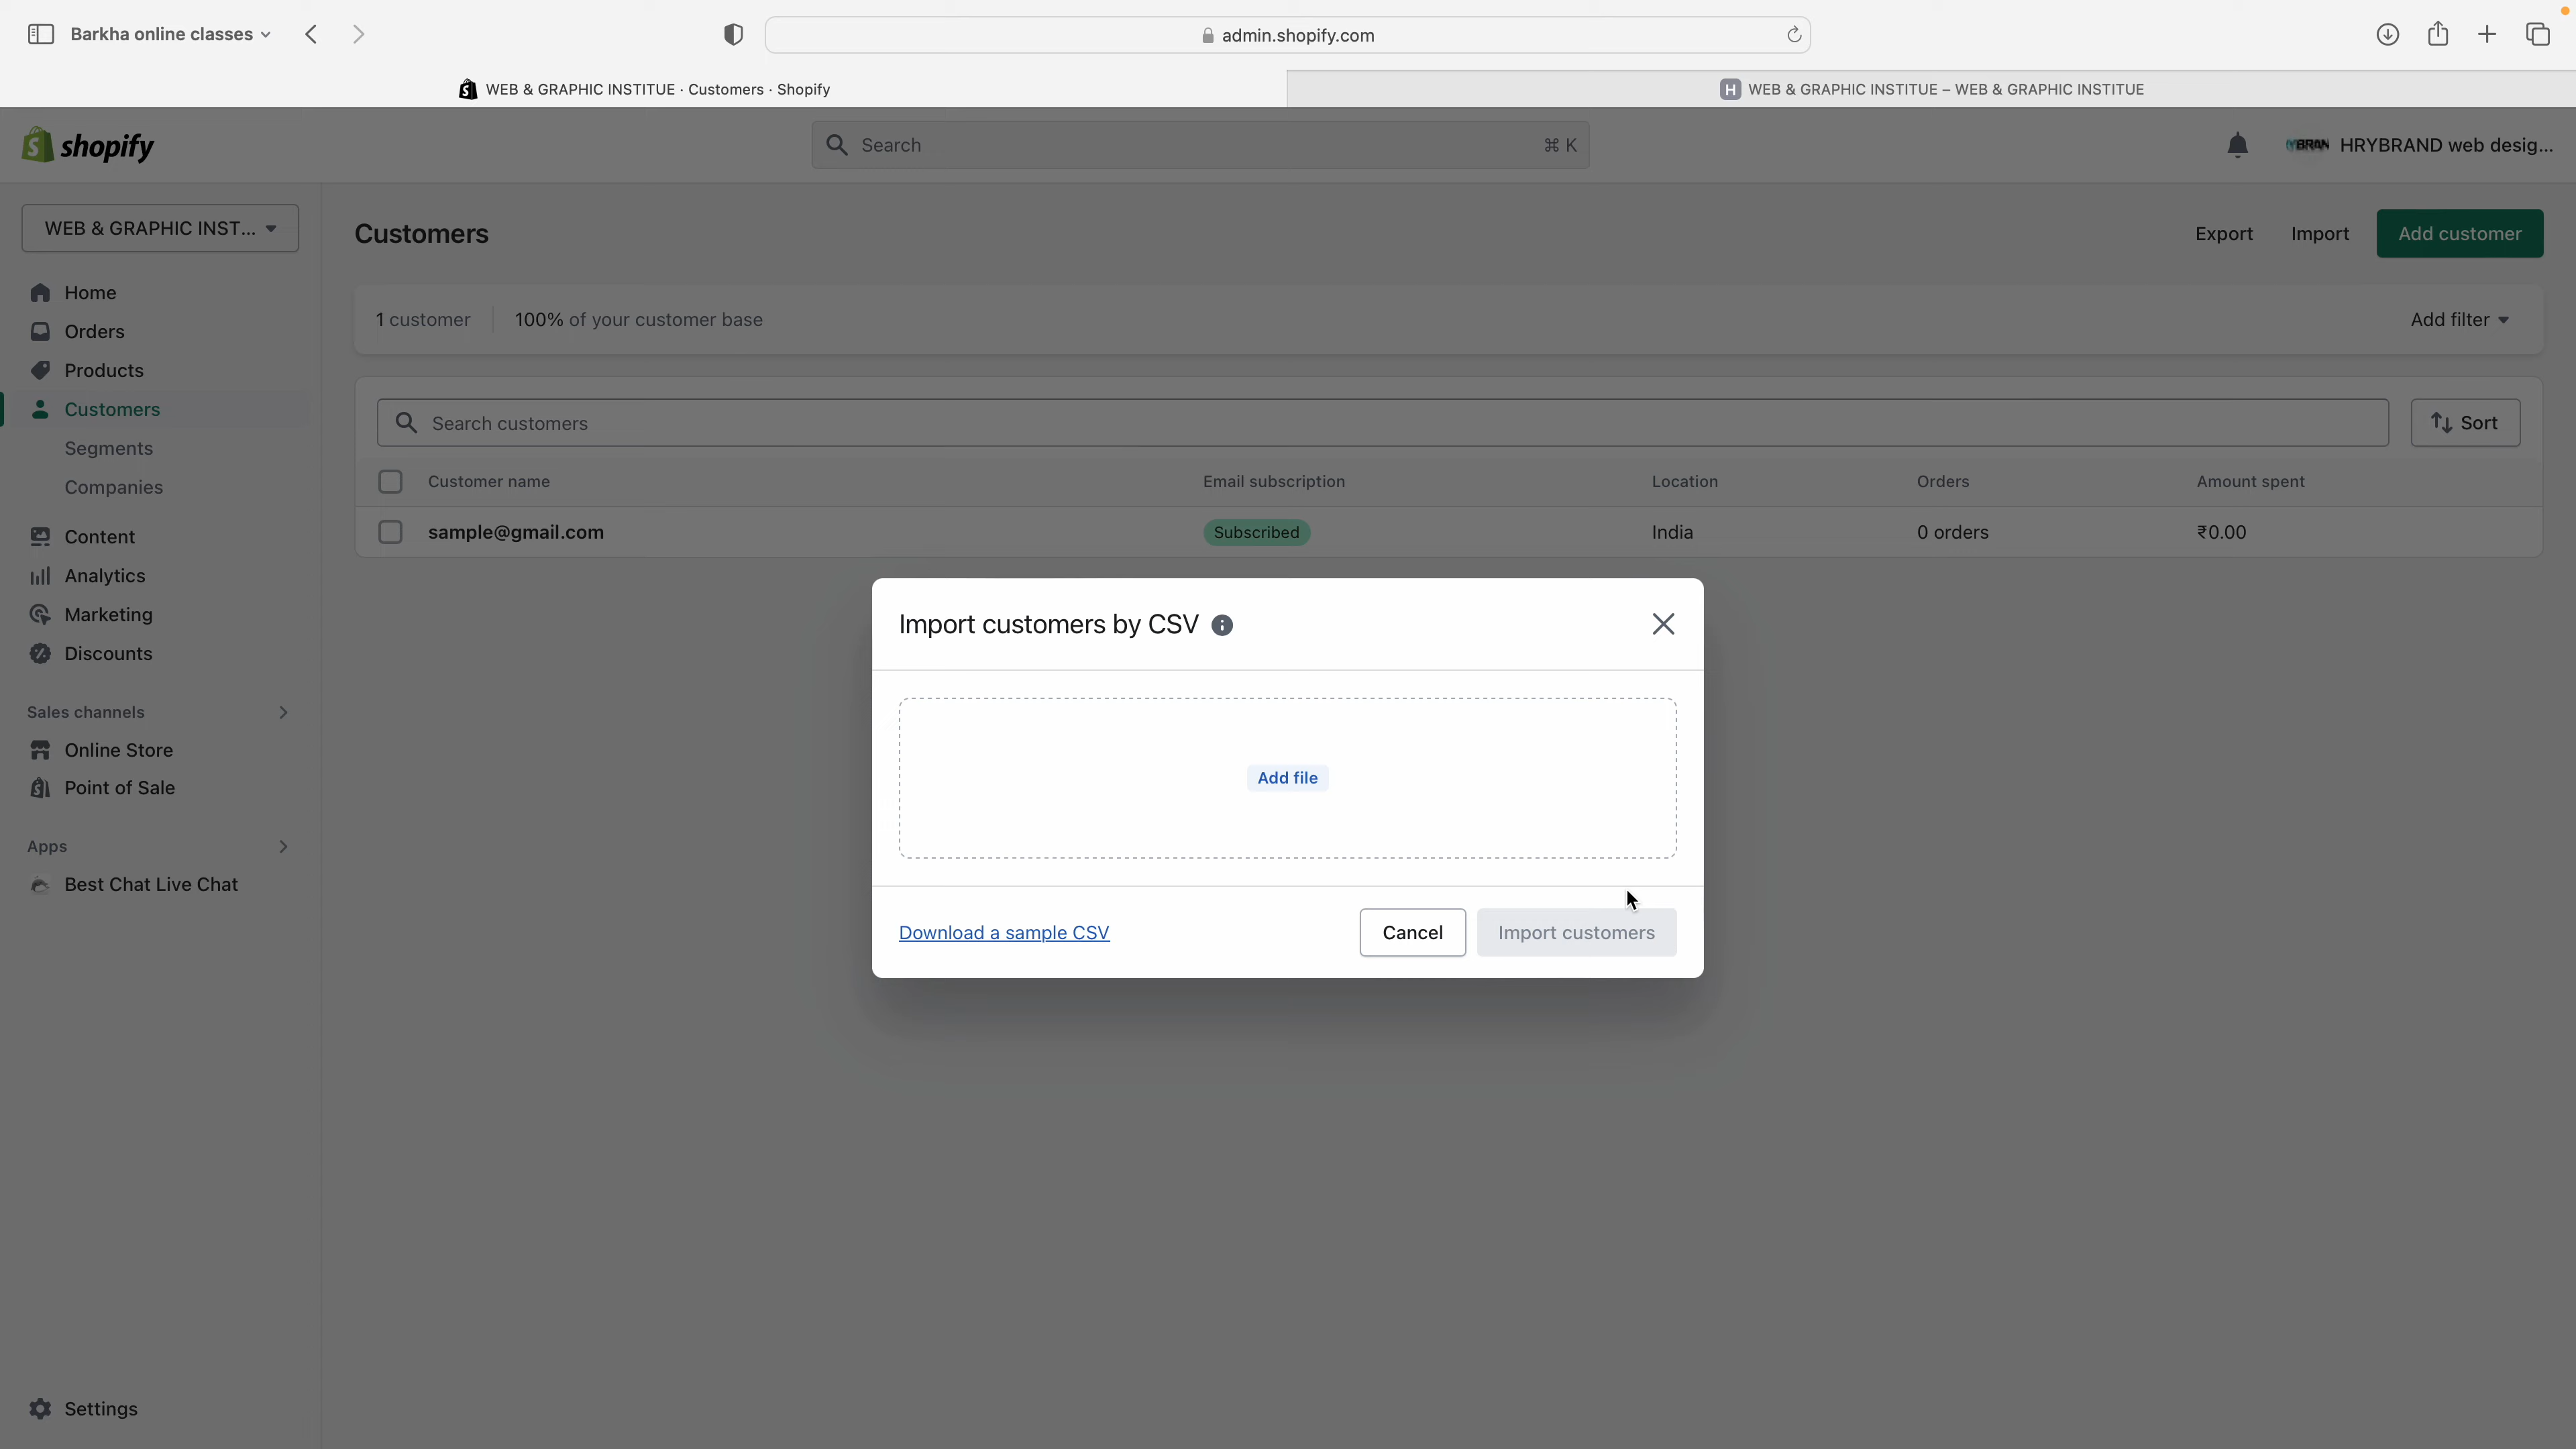 Barkha online classes
admin.shopify.com
WEB & GRAPHIC INSTITUE · Customers · Shopify
H WEB & GRAPHIC INSTITUE – WEB & GRAPHIC INSTITUE
shopify
Search ⌘ K
HRYBRAND web desig...
WEB & GRAPHIC INST...
Home
Orders
Products
Customers
Segments
Companies
Content
Analytics
Marketing
Discounts
Sales channels
Online Store
Point of Sale
Apps
Best Chat Live Chat
Settings
Customers
Export Import Add customer
1 customer 100% of your customer base Add filter
Search customers Sort
Customer name Email subscription Location Orders Amount spent
sample@gmail.com Subscribed India 0 orders ₹0.00
Import customers by CSV
Add file
Download a sample CSV Cancel Import customers